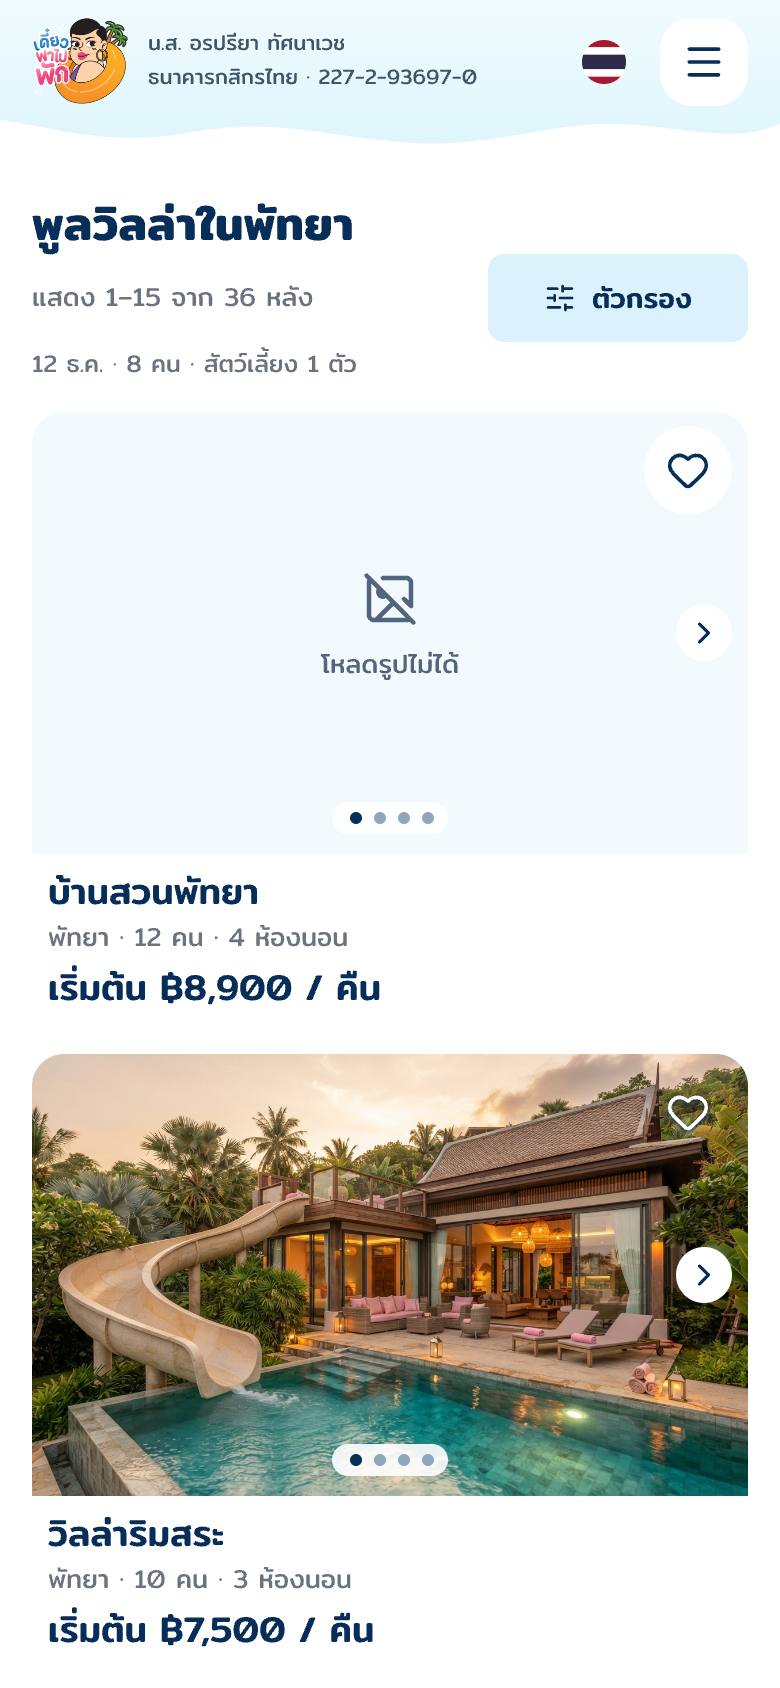 เดี๋ยว
พาไป
พัก
น.ส. อรปรียา ทัศนาเวช
ธนาคารกสิกรไทย · 227-2-93697-0
พูลวิลล่าในพัทยา
แสดง 1–15 จาก 36 หลัง
ตัวกรอง
12 ธ.ค. · 8 คน · สัตว์เลี้ยง 1 ตัว
โหลดรูปไม่ได้
บ้านสวนพัทยา
พัทยา · 12 คน · 4 ห้องนอน
เริ่มต้น ฿8,900 / คืน
วิลล่าริมสระ
พัทยา · 10 คน · 3 ห้องนอน
เริ่มต้น ฿7,500 / คืน